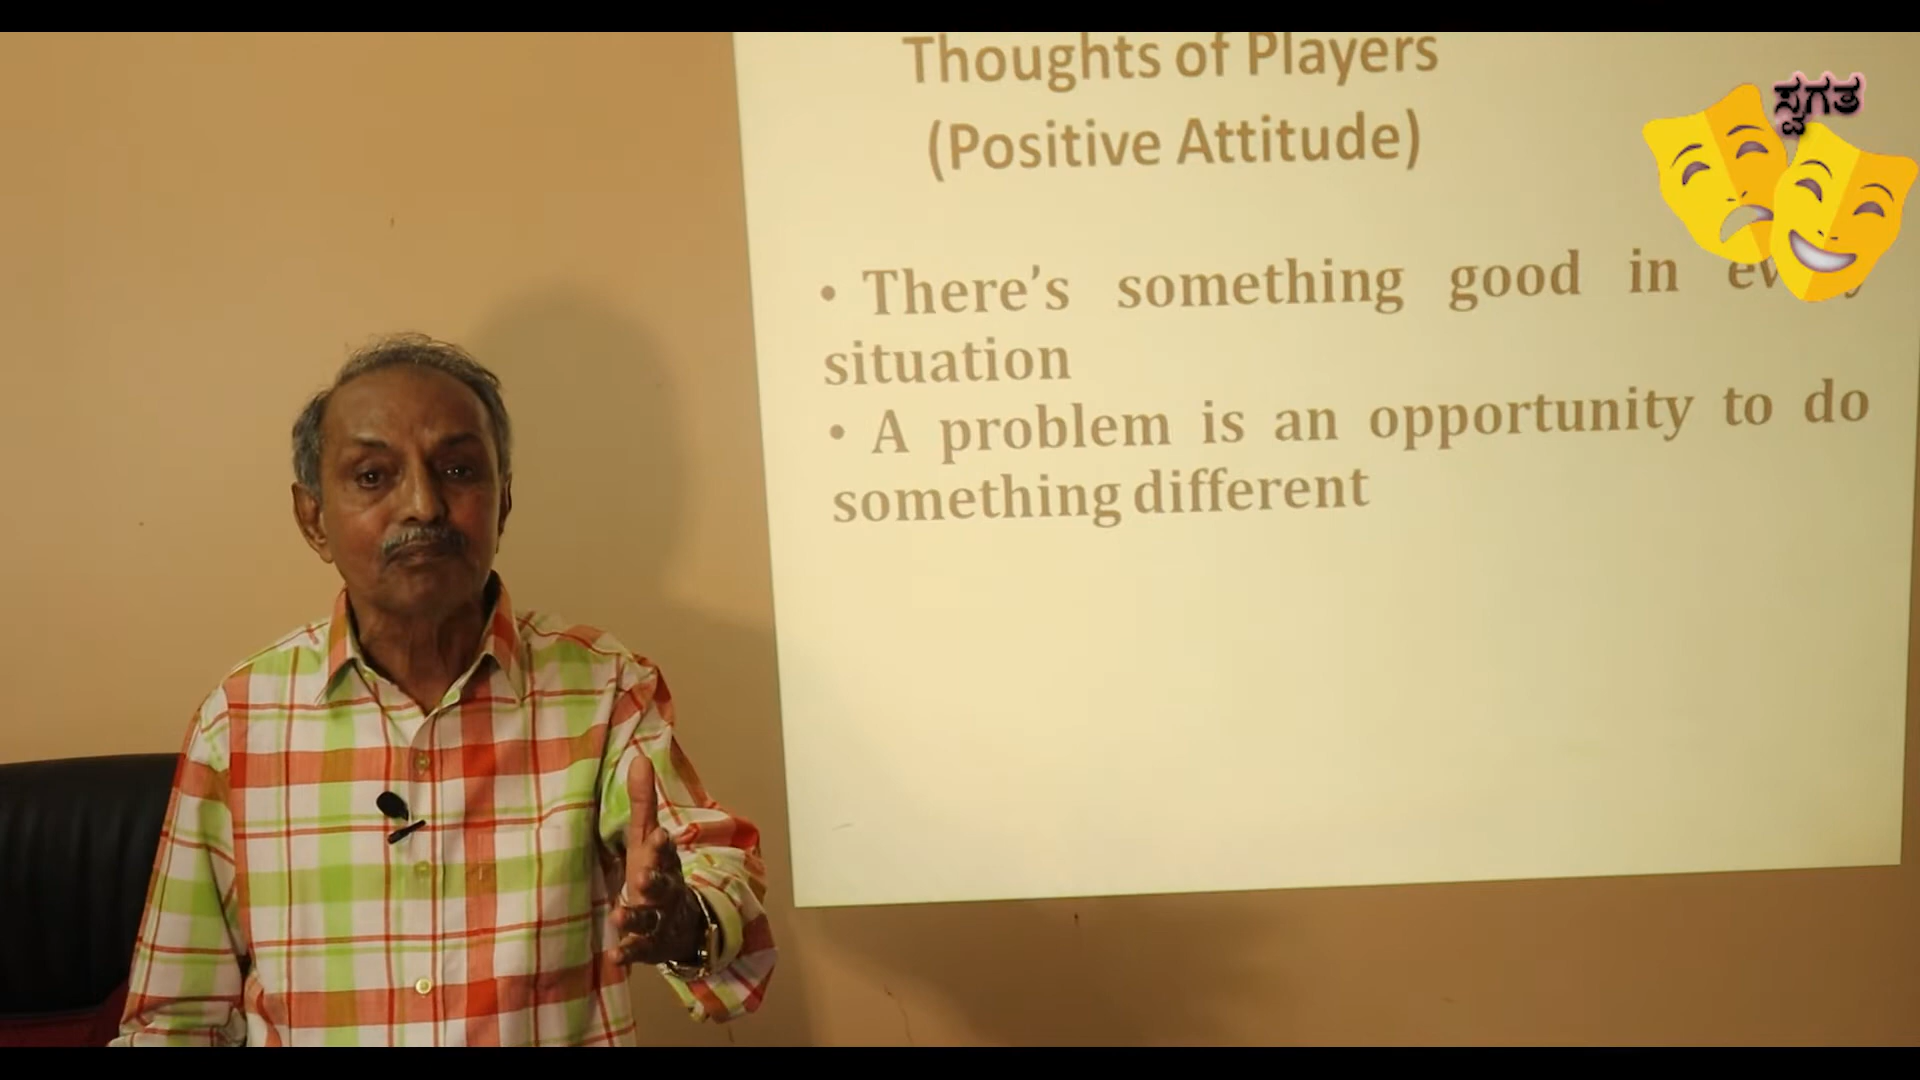 Thoughts of Players
(Positive Attitude)
ಸ್ವಗತ
• There’s something good in every
situation
• A problem is an opportunity to do
something different